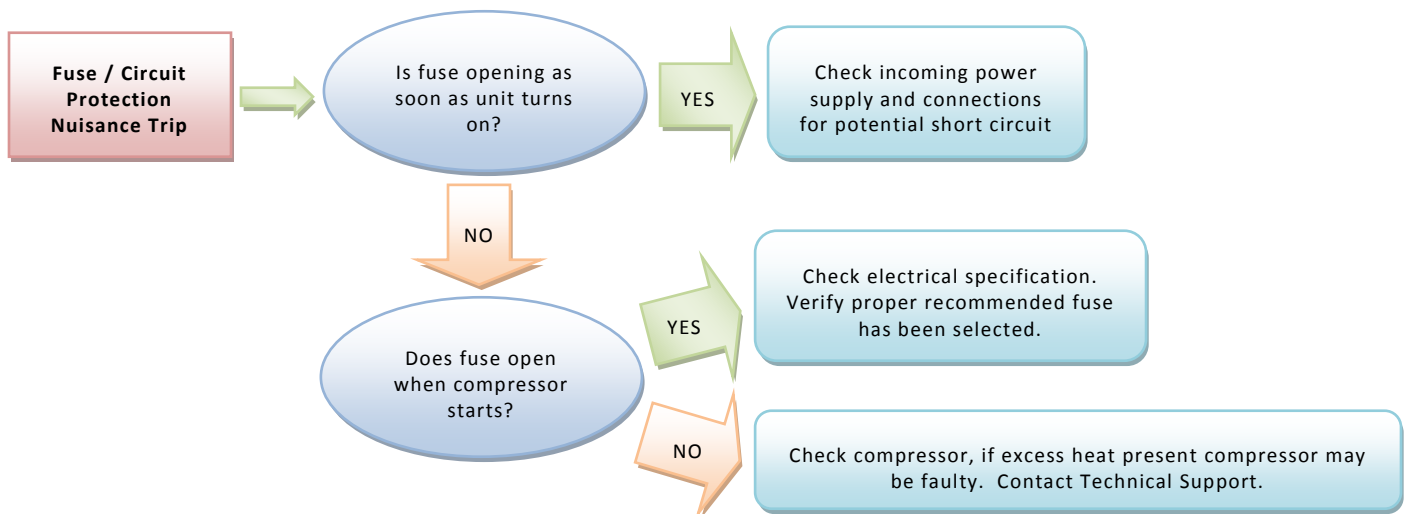 Fuse / Circuit
Protection
Nuisance Trip
Is fuse opening as
soon as unit turns
on?
YES
Check incoming power
supply and connections
for potential short circuit
NO
Does fuse open
when compressor
starts?
YES
Check electrical specification.
Verify proper recommended fuse
has been selected.
NO
Check compressor, if excess heat present compressor may
be faulty.  Contact Technical Support.